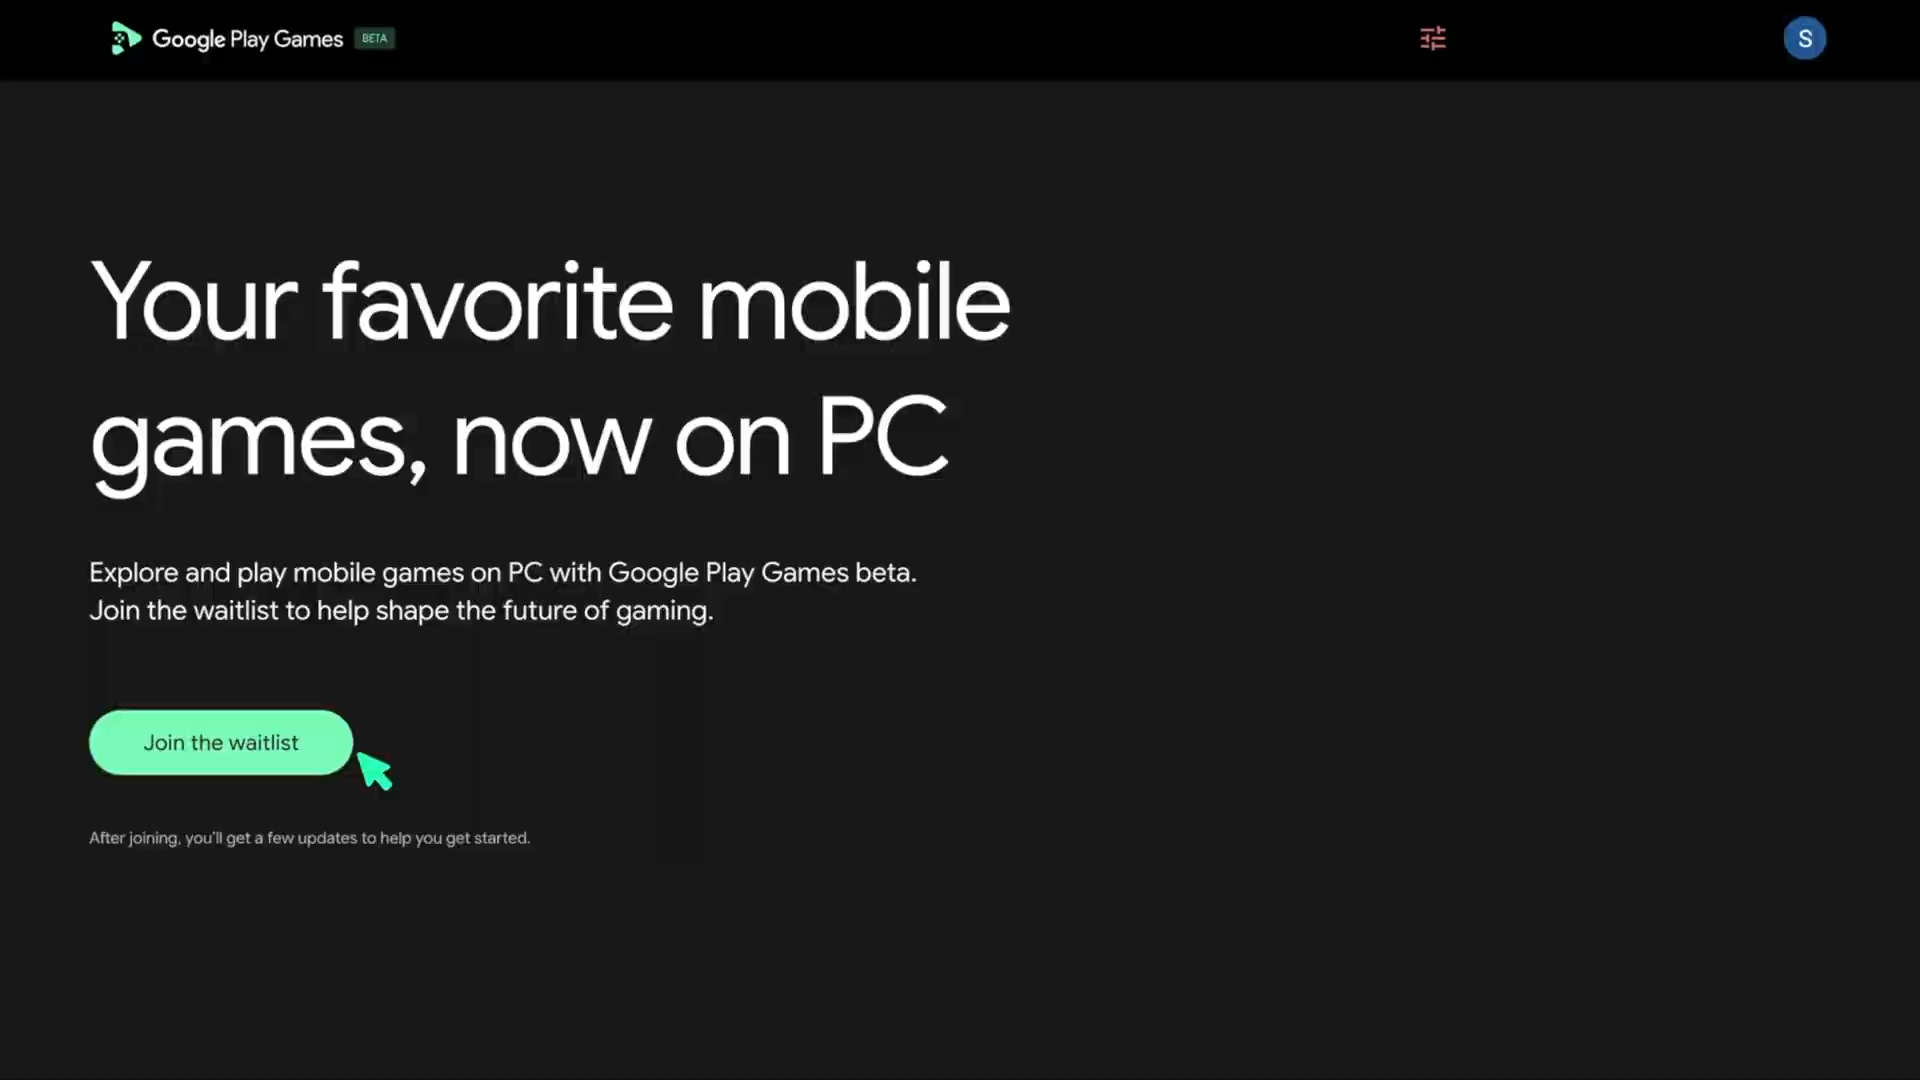 Google Play Games BETA
S
Your favorite mobile
games, now on PC
Explore and play mobile games on PC with Google Play Games beta.
Join the waitlist to help shape the future of gaming.
Join the waitlist
After joining, you'll get a few updates to help you get started.